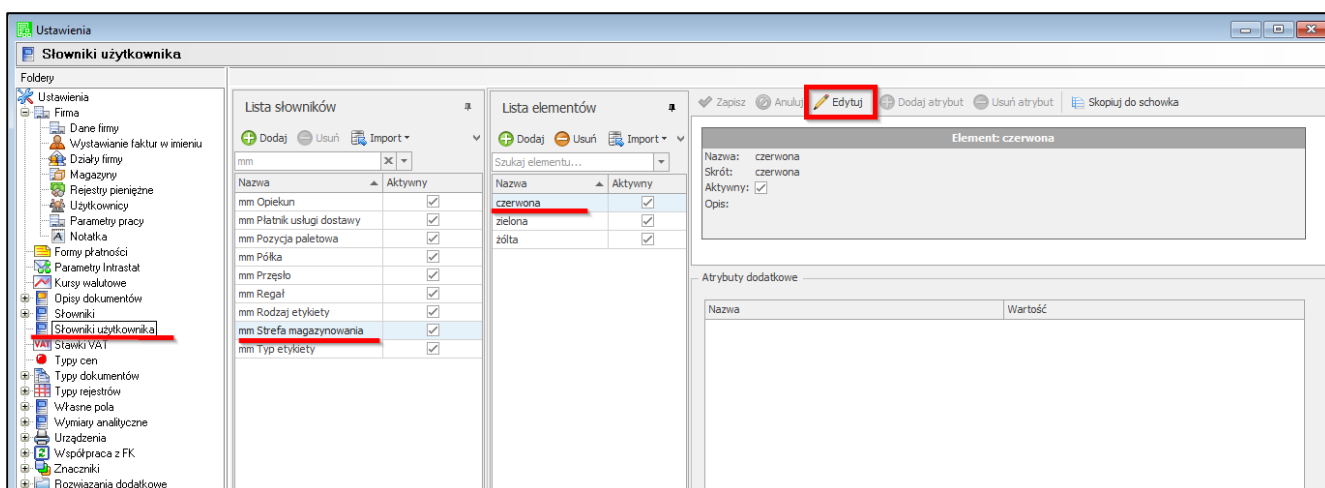 Ustawienia
Słowniki użytkownika
Foldery
Ustawienia
Firma
Dane firmy
Wystawianie faktur w imieniu
Działy firmy
Magazyny
Rejestry pieniężne
Użytkownicy
Parametry pracy
Notatka
Formy płatności
Parametry Intrastat
Kursy walutowe
Opisy dokumentów
Słowniki
Słowniki użytkownika
Stawki VAT
Typy cen
Typy dokumentów
Typy rejestrów
Własne pola
Wymiary analityczne
Urządzenia
Współpraca z FK
Znaczniki
Rozwiązania dodatkowe
Lista słowników
Dodaj Usuń Import
mm
Nazwa Aktywny
mm Opiekun
mm Płatnik usługi dostawy
mm Pozycja paletowa
mm Półka
mm Przęsło
mm Regał
mm Rodzaj etykiety
mm Strefa magazynowania
mm Typ etykiety
Lista elementów
Dodaj Usuń Import
Szukaj elementu...
Nazwa Aktywny
czerwona
zielona
żółta
Zapisz Anuluj Edytuj Dodaj atrybut Usuń atrybut Skopiuj do schowka
Element: czerwona
Nazwa: czerwona
Skrót: czerwona
Aktywny:
Opis:
Atrybuty dodatkowe
Nazwa Wartość